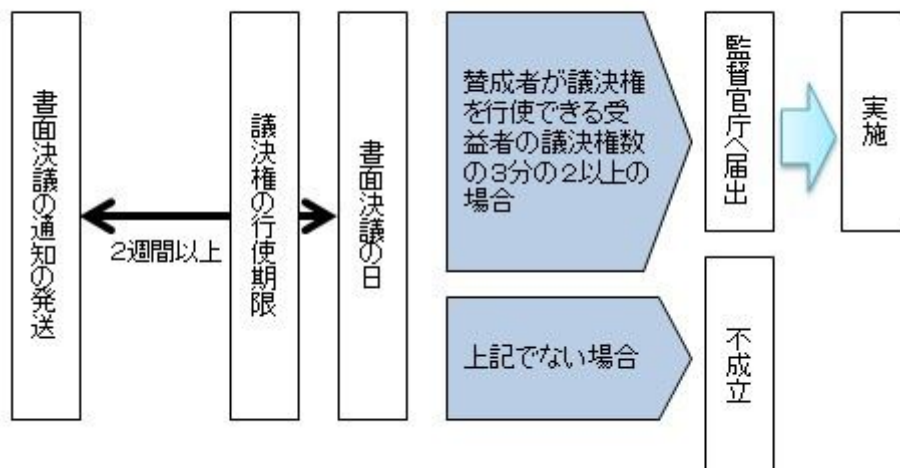 書面決議の通知の発送
2週間以上
議決権の行使期限
書面決議の日
賛成者が議決権
を行使できる受
益者の議決権数
の3分の2以上の
場合
監督官庁へ届出
実施
上記でない場合
不成立